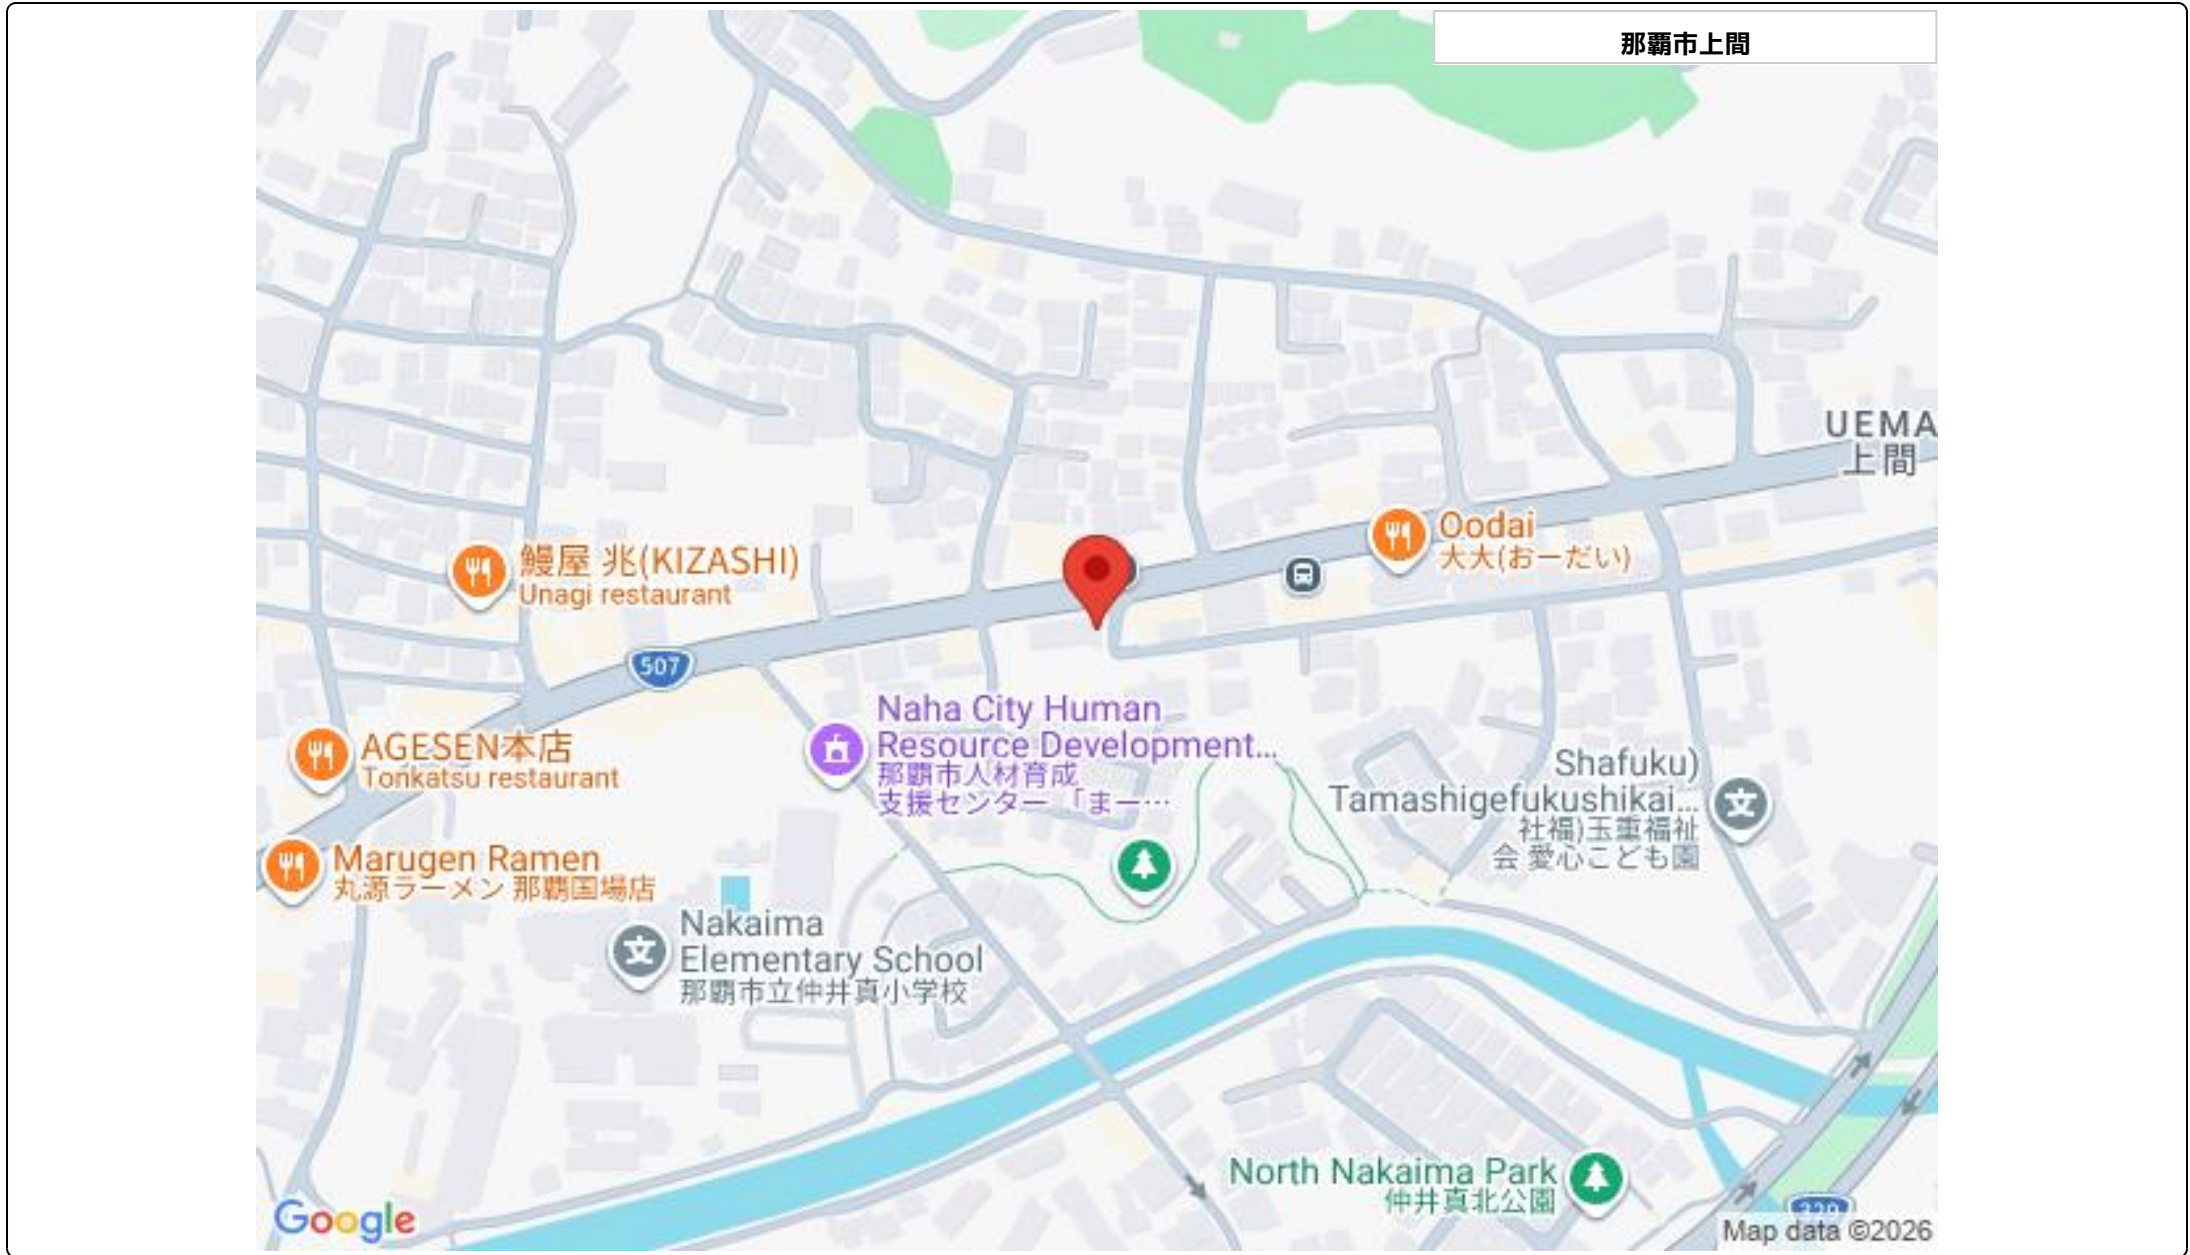 那覇市上間
UEMA
上間
Oodai
大大(おーだい)
鰻屋 兆(KIZASHI)
Unagi restaurant
507
Naha City Human
Resource Development...
那覇市人材育成
支援センター 「まー…
AGESEN本店
Tonkatsu restaurant
Shafuku)
Tamashigefukushikai...
社福)玉重福祉
会 愛心こども園
Marugen Ramen
丸源ラーメン 那覇国場店
Nakaima
Elementary School
那覇市立仲井真小学校
North Nakaima Park
仲井真北公園
Google
Map data ©2026